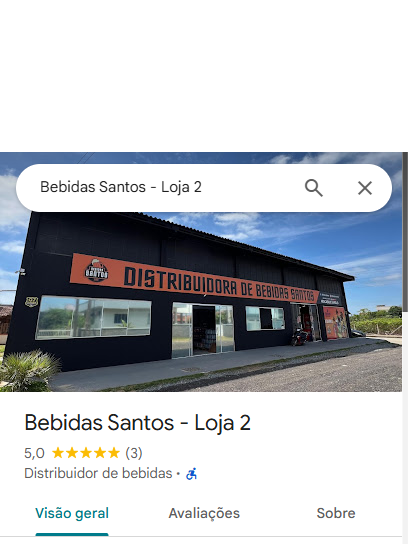 Bebidas Santos - Loja 2
DISTRIBUIDORA DE BEBIDAS SANTOS
SANTOS
Bebidas Santos - Loja 2
5,0 (3)
Distribuidor de bebidas ·
Visão geral
Avaliações
Sobre